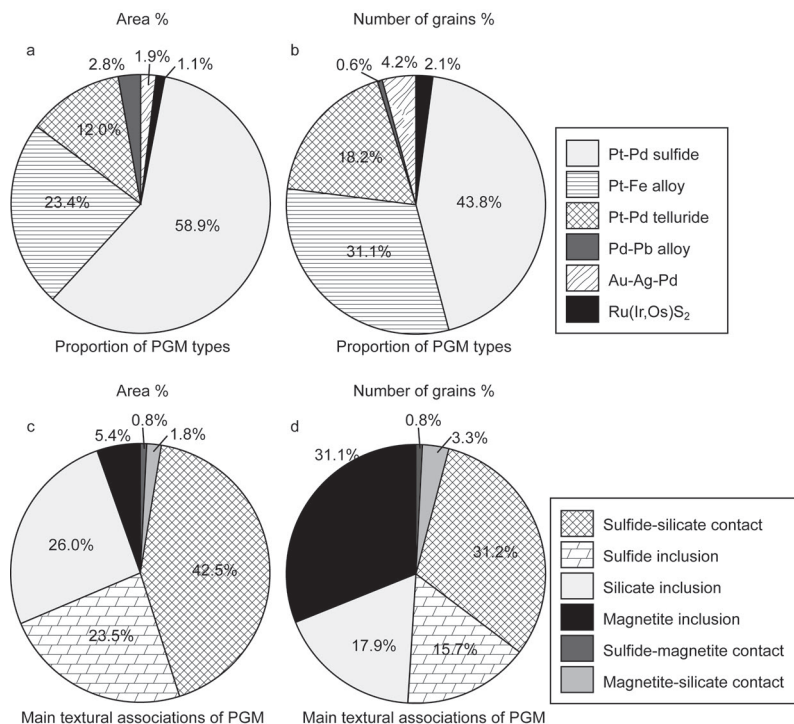 Area %
Number of grains %
a
b
2.8%
1.9%
1.1%
0.6%
4.2%
2.1%
12.0%
23.4%
58.9%
18.2%
31.1%
43.8%
Pt-Pd sulfide
Pt-Fe alloy
Pt-Pd telluride
Pd-Pb alloy
Au-Ag-Pd
Ru(Ir,Os)S₂
Proportion of PGM types
Proportion of PGM types
Area %
Number of grains %
c
d
5.4%
0.8%
1.8%
31.1%
0.8%
3.3%
26.0%
42.5%
23.5%
31.2%
17.9%
15.7%
Sulfide-silicate contact
Sulfide inclusion
Silicate inclusion
Magnetite inclusion
Sulfide-magnetite contact
Magnetite-silicate contact
Main textural associations of PGM
Main textural associations of PGM